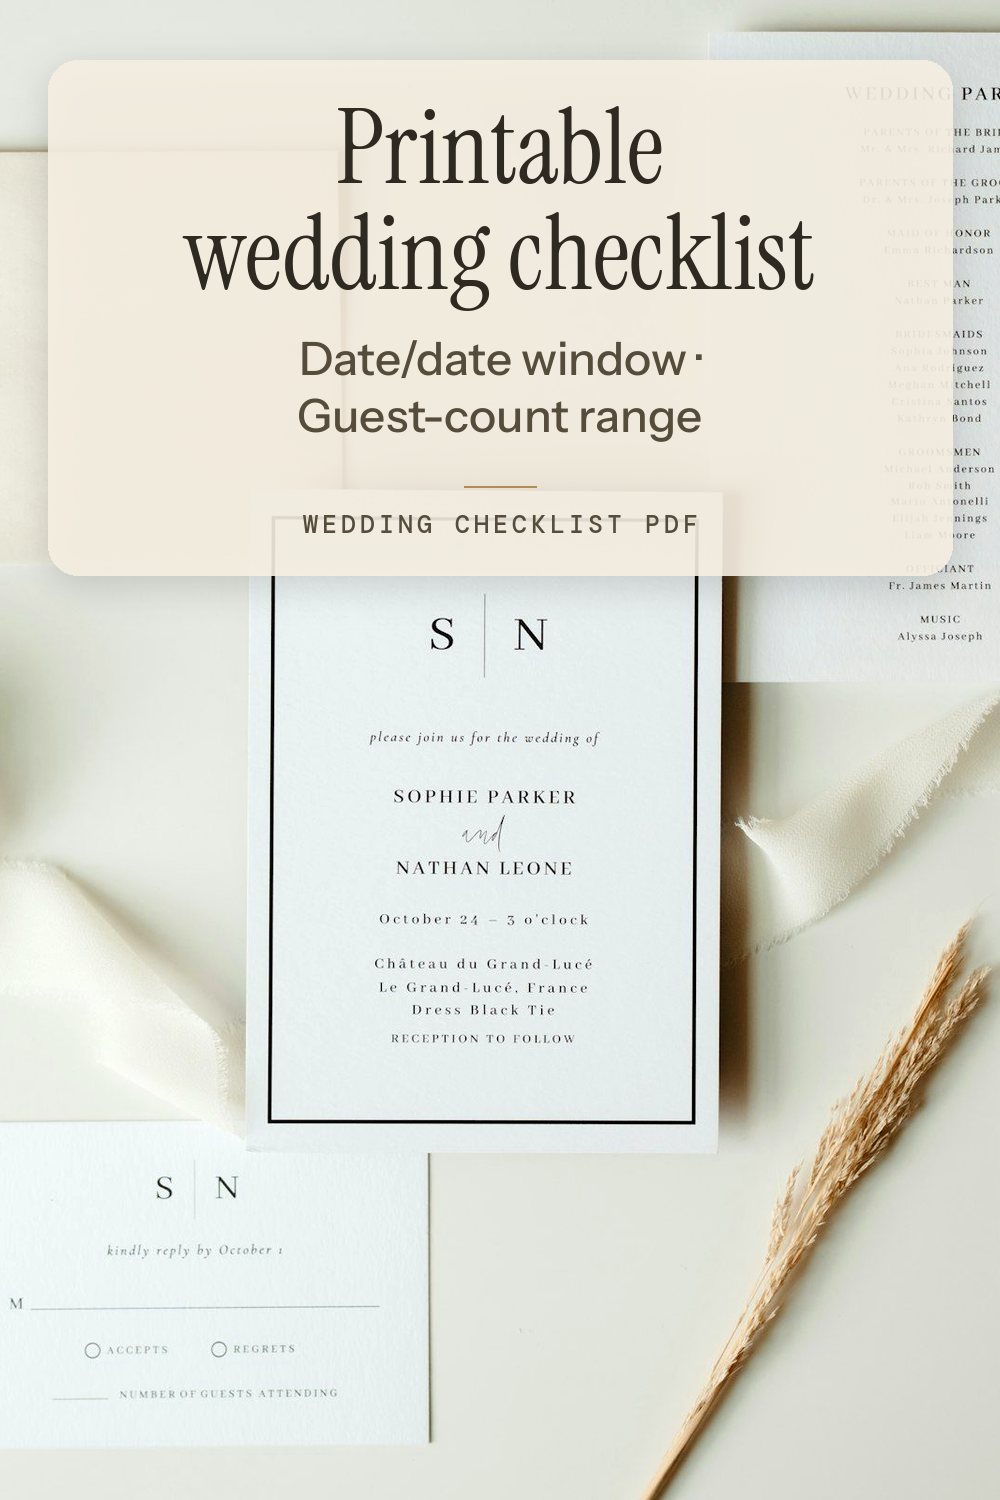 Printable
wedding checklist
Date/date window ·
Guest-count range
WEDDING CHECKLIST PDF
WEDDING PAR
PARENTS OF THE BRI
Mr. & Mrs. Richard Jam
PARENTS OF THE GROO
Dr. & Mrs. Joseph Park
MAID OF HONOR
Emma Richardson
BEST MAN
Nathan Parker
BRIDESMAIDS
Sophia Johnson
Ana Rodriguez
Meghan Mitchell
Cristina Santos
Kathryn Bond
GROOMSMEN
Michael Anderson
Bob Smith
Mario Antonelli
Elijah Jennings
Liam Moore
OFFICIANT
Fr. James Martin
MUSIC
Alyssa Joseph
S N
please join us for the wedding of
SOPHIE PARKER
and
NATHAN LEONE
October 24 – 3 o'clock
Château du Grand-Lucé
Le Grand-Lucé, France
Dress Black Tie
RECEPTION TO FOLLOW
S N
kindly reply by October 1
M
ACCEPTS REGRETS
NUMBER OF GUESTS ATTENDING